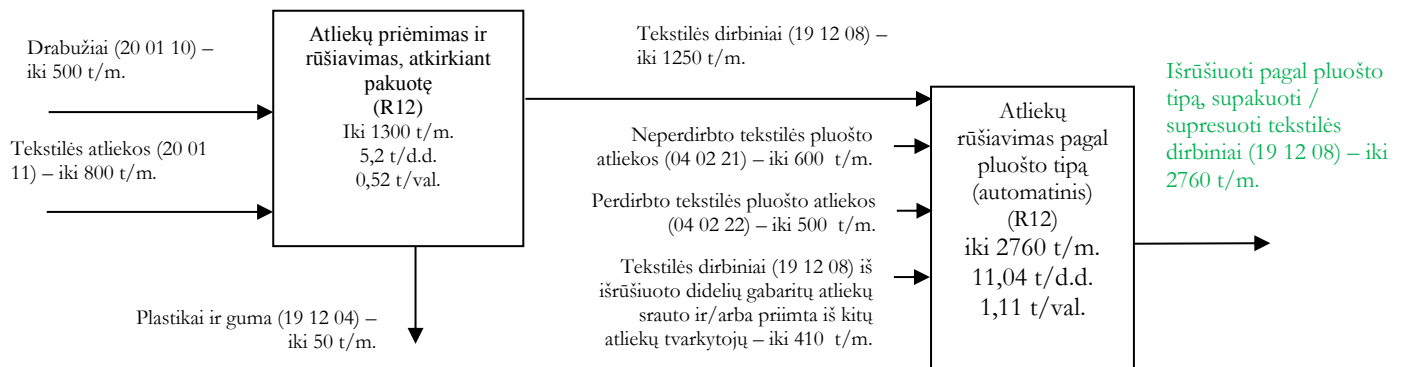 Drabužiai (20 01 10) –
iki 500 t/m.
Tekstilės atliekos (20 01
11) – iki 800 t/m.
Atliekų priėmimas ir
rūšiavimas, atkirkiant
pakuotę
(R12)
Iki 1300 t/m.
5,2 t/d.d.
0,52 t/val.
Plastikai ir guma (19 12 04) –
iki 50 t/m.
Tekstilės dirbiniai (19 12 08) –
iki 1250 t/m.
Neperdirbto tekstilės pluošto
atliekos (04 02 21) – iki 600 t/m.
Perdirbto tekstilės pluošto atliekos
(04 02 22) – iki 500 t/m.
Tekstilės dirbiniai (19 12 08) iš
išrūšiuoto didelių gabaritų atliekų
srauto ir/arba priimta iš kitų
atliekų tvarkytojų – iki 410 t/m.
Atliekų
rūšiavimas pagal
pluošto tipą
(automatinis)
(R12)
iki 2760 t/m.
11,04 t/d.d.
1,11 t/val.
Išrūšiuoti pagal pluošto
tipą, supakuoti /
supresuoti tekstilės
dirbiniai (19 12 08) – iki
2760 t/m.